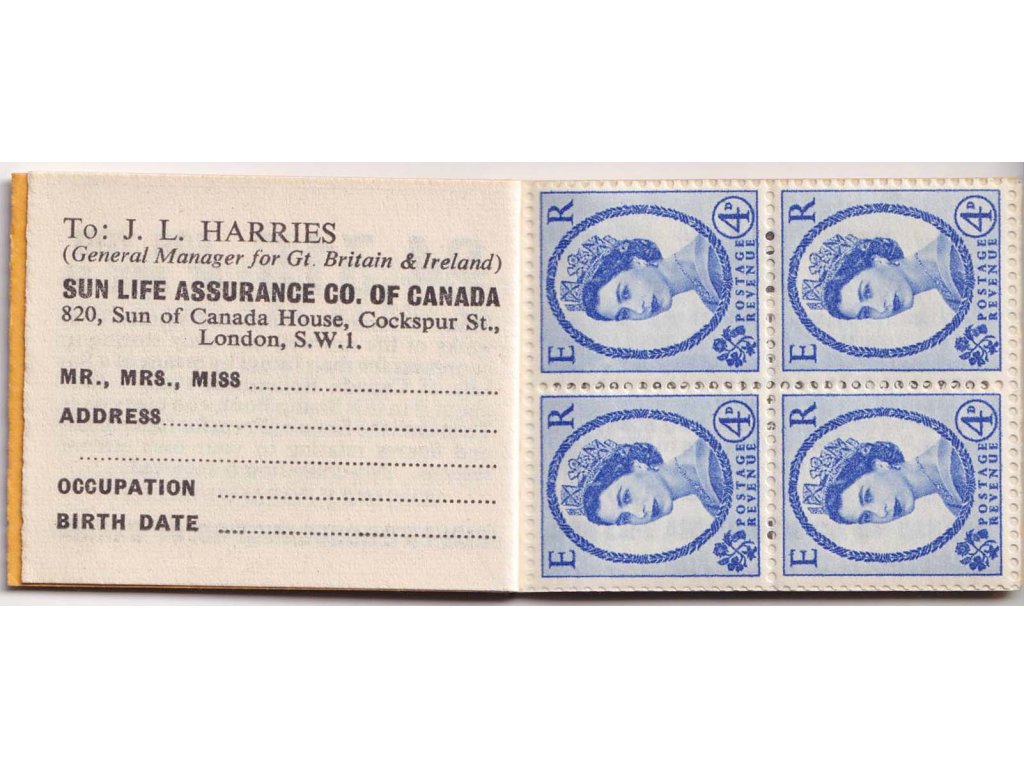 To: J. L. HARRIES
(General Manager for Gt. Britain & Ireland)
SUN LIFE ASSURANCE CO. OF CANADA
820, Sun of Canada House, Cockspur St.,
London, S.W.1.
MR., MRS., MISS
ADDRESS
OCCUPATION
BIRTH DATE
E R
4D
POSTAGE
REVENUE
E R
4D
POSTAGE
REVENUE
E R
4D
POSTAGE
REVENUE
E R
4D
POSTAGE
REVENUE